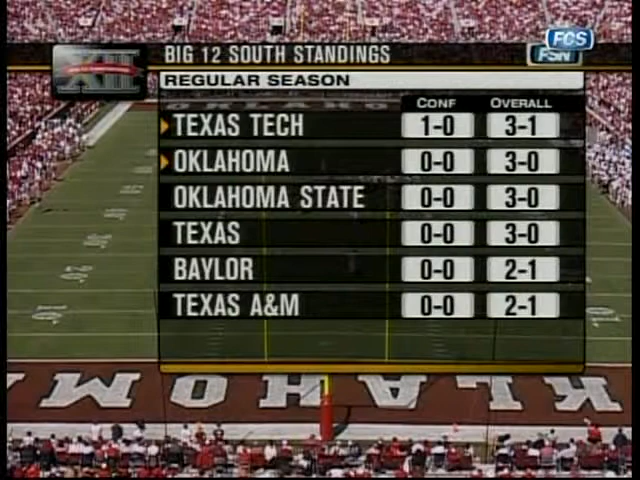 FCS
FSN
XII
BIG 12 SOUTH STANDINGS
REGULAR SEASON
CONF OVERALL
TEXAS TECH 1-0 3-1
OKLAHOMA 0-0 3-0
OKLAHOMA STATE 0-0 3-0
TEXAS 0-0 3-0
BAYLOR 0-0 2-1
TEXAS A&M 0-0 2-1
OKLAHOMA